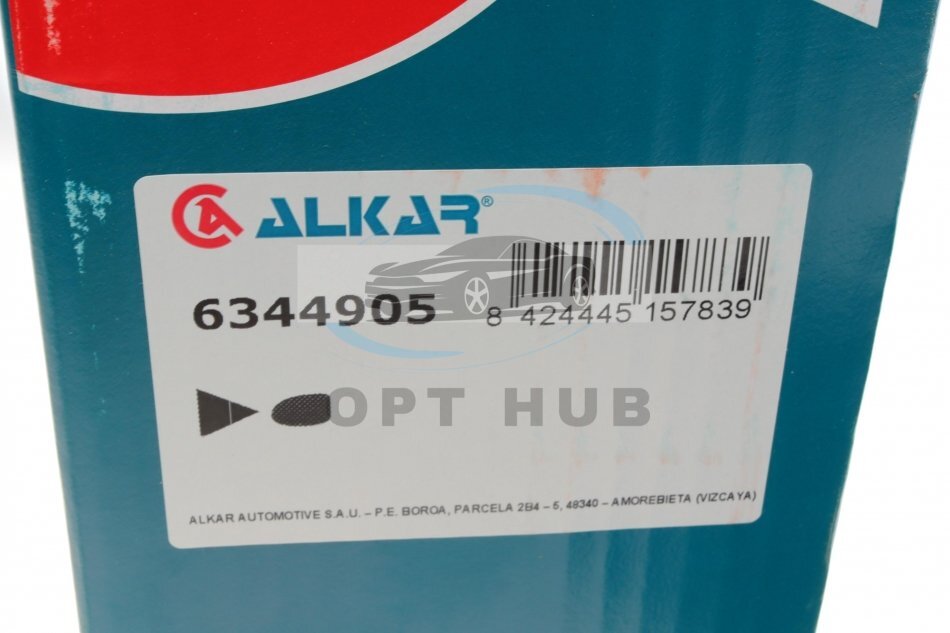 ALKAR®
6344905
8 424445 157839
OPT HUB
ALKAR AUTOMOTIVE S.A.U. – P.E. BOROA, PARCELA 2B4 – 5, 48340 – AMOREBIETA (VIZCAYA)